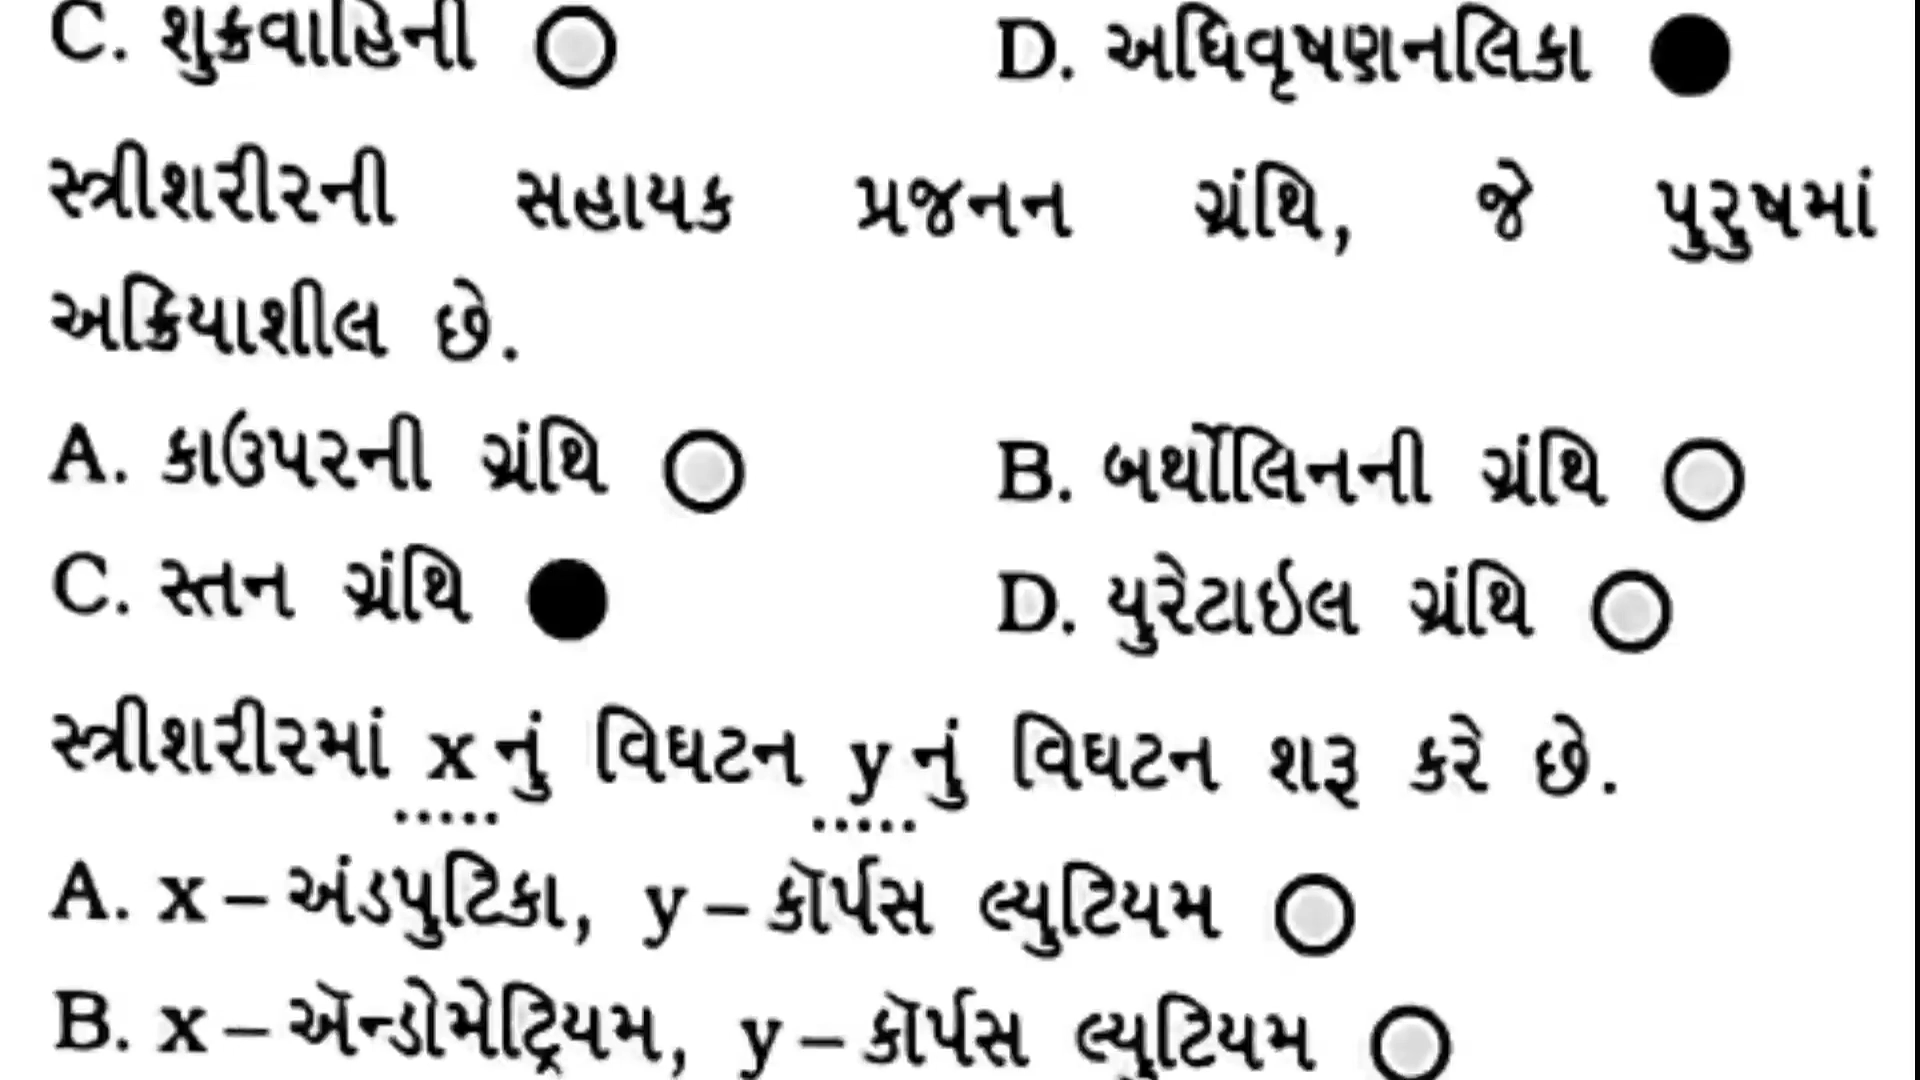 C. શુક્રવાહિની D. અધિવૃષણનલિકા
સ્ત્રીશરીરની સહાયક પ્રજનન ગ્રંથિ, જે પુરુષમાં
અક્રિયાશીલ છે.
A. કાઉપરની ગ્રંથિ B. બર્થોલિનની ગ્રંથિ
C. સ્તન ગ્રંથિ D. યુરેટાઇલ ગ્રંથિ
સ્ત્રીશરીરમાં x નું વિઘટન y નું વિઘટન શરૂ કરે છે.
A. x – અંડપુટિકા, y – કૉર્પસ લ્યુટિયમ
B. x – ઍન્ડોમેટ્રિયમ, y – કૉર્પસ લ્યુટિયમ